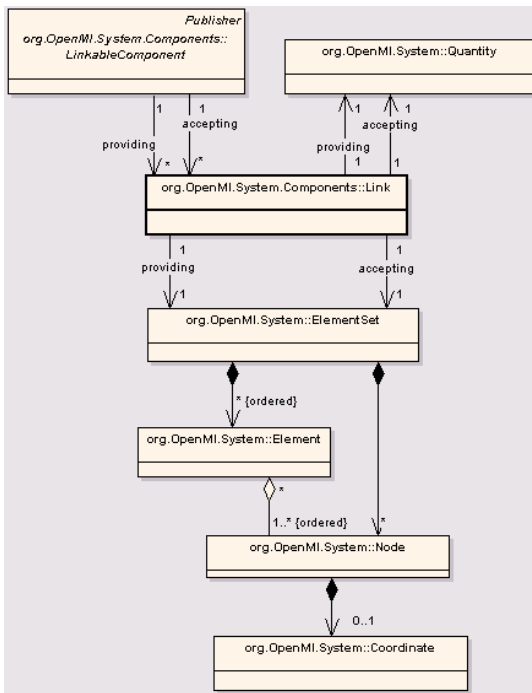 Publisher
org.OpenMI.System.Components::
LinkableComponent
org.OpenMI.System::Quantity
1 1
accepting
providing
* *
1 1
providing accepting
1 1
org.OpenMI.System.Components::Link
1 1
providing accepting
1 1
org.OpenMI.System::ElementSet
* {ordered}
org.OpenMI.System::Element
*
1..* {ordered} *
org.OpenMI.System::Node
0..1
org.OpenMI.System::Coordinate